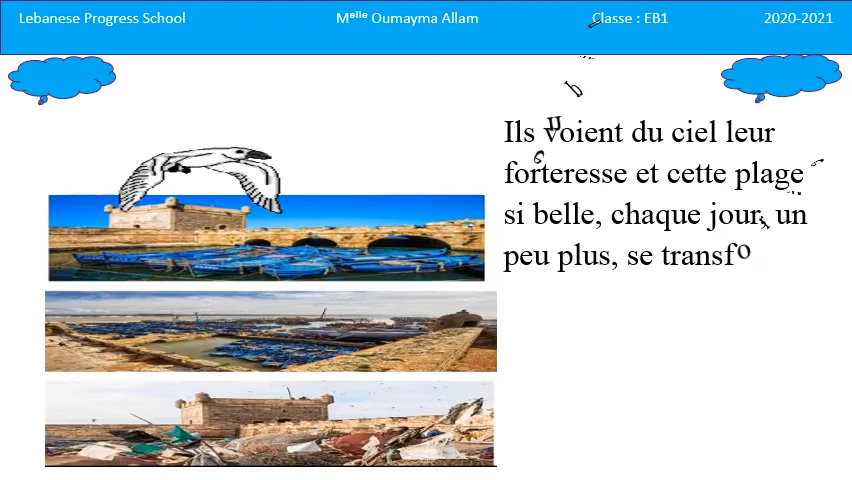 Lebanese Progress School Mᵉˡˡᵉ Oumayma Allam Classe : EB1 2020-2021
Ils voient du ciel leur
forteresse et cette plage
si belle, chaque jour, un
peu plus, se